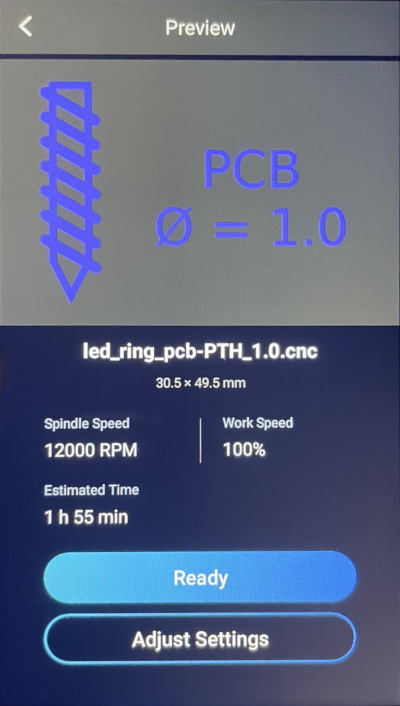 Preview
PCB
Ø = 1.0
led_ring_pcb-PTH_1.0.cnc
30.5 × 49.5 mm
Spindle Speed
Work Speed
12000 RPM
100%
Estimated Time
1 h 55 min
Ready
Adjust Settings